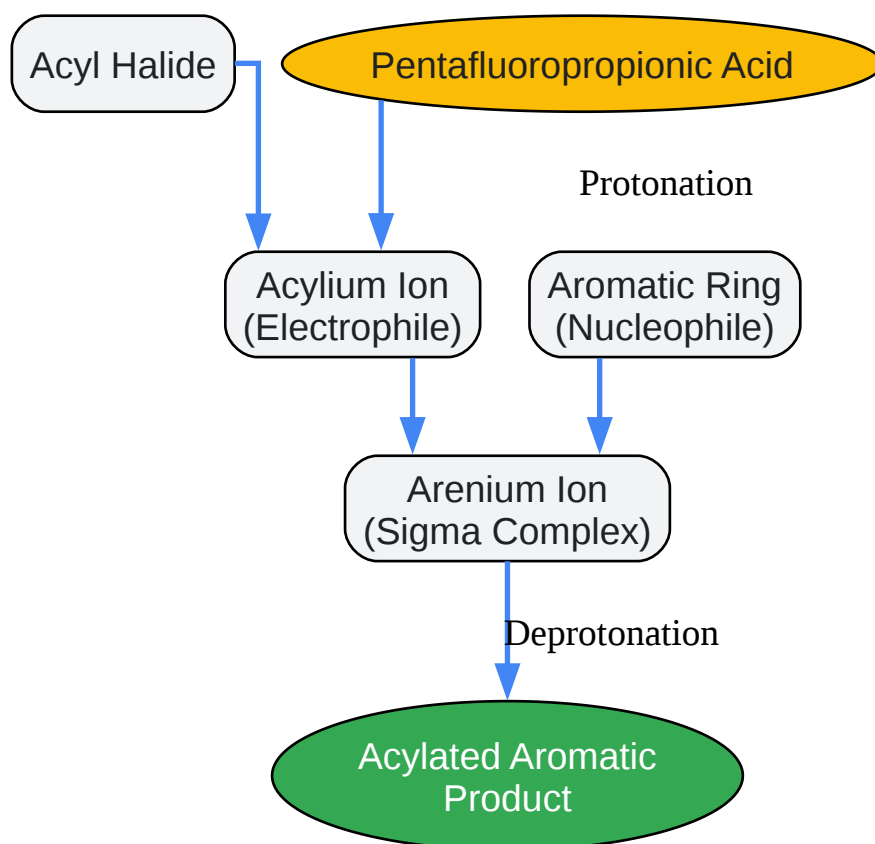 Acyl Halide
Pentafluoropropionic Acid
Protonation
Acylium Ion
(Electrophile)
Aromatic Ring
(Nucleophile)
Arenium Ion
(Sigma Complex)
Deprotonation
Acylated Aromatic
Product